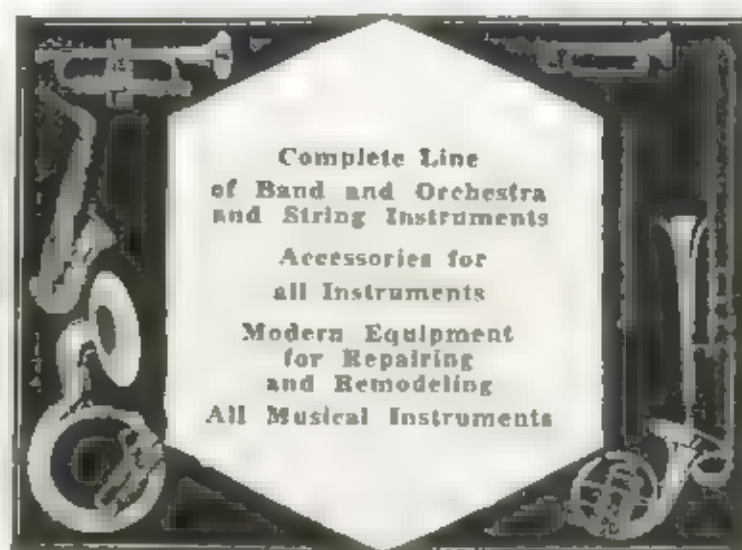 Complete Line
of Band and Orchestra
and String Instruments
Accessories for
all Instruments
Modern Equipment
for Repairing
and Remodeling
All Musical Instruments